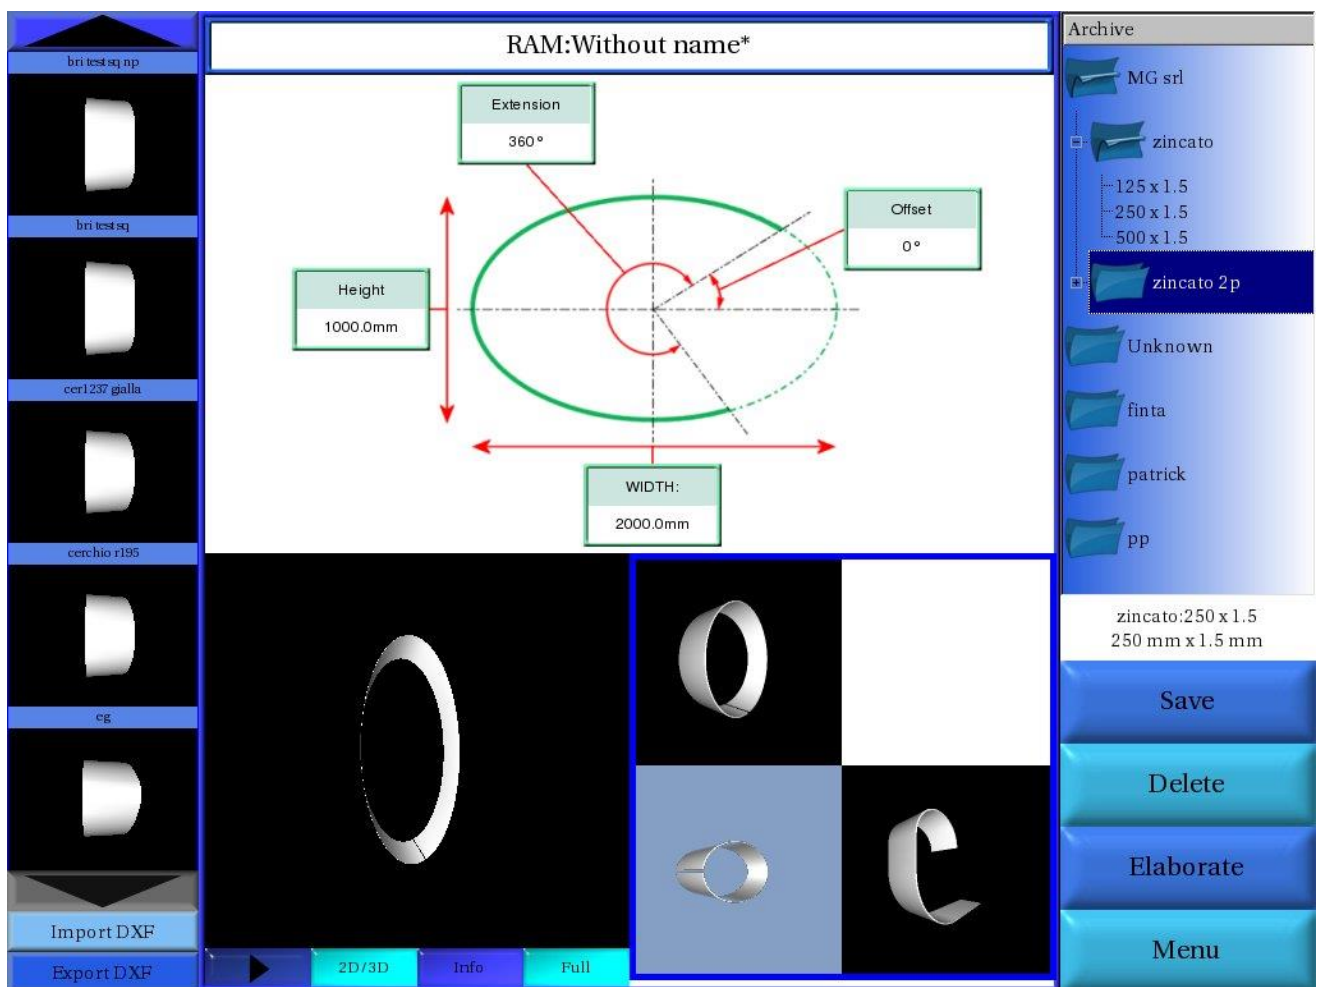 RAM:Without name*
bri test sq np
bri test sq
cer1237 gialla
cerchio r195
cg
Import DXF
Export DXF
Extension
360°
Offset
0°
Height
1000.0mm
WIDTH:
2000.0mm
2D/3D
Info
Full
Archive
MG srl
zincato
125 x 1.5
250 x 1.5
500 x 1.5
zincato 2p
Unknown
finta
patrick
pp
zincato:250 x 1.5
250 mm x 1.5 mm
Save
Delete
Elaborate
Menu